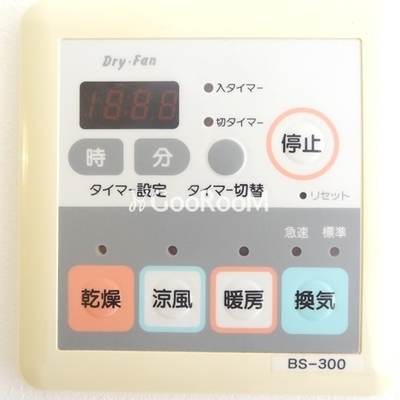 Dry・Fan
入タイマー
18:88
切タイマー
停止
時 分
タイマー設定 タイマー切替
リセット
GooRooM
急速 標準
乾燥 涼風 暖房 換気
BS-300